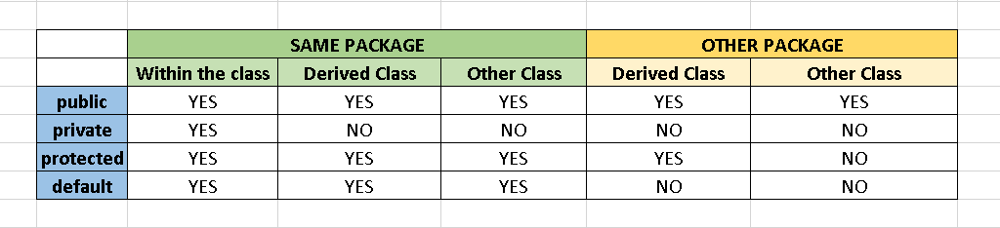 SAME PACKAGE OTHER PACKAGE
Within the class Derived Class Other Class Derived Class Other Class
public YES YES YES YES YES
private YES NO NO NO NO
protected YES YES YES YES NO
default YES YES YES NO NO